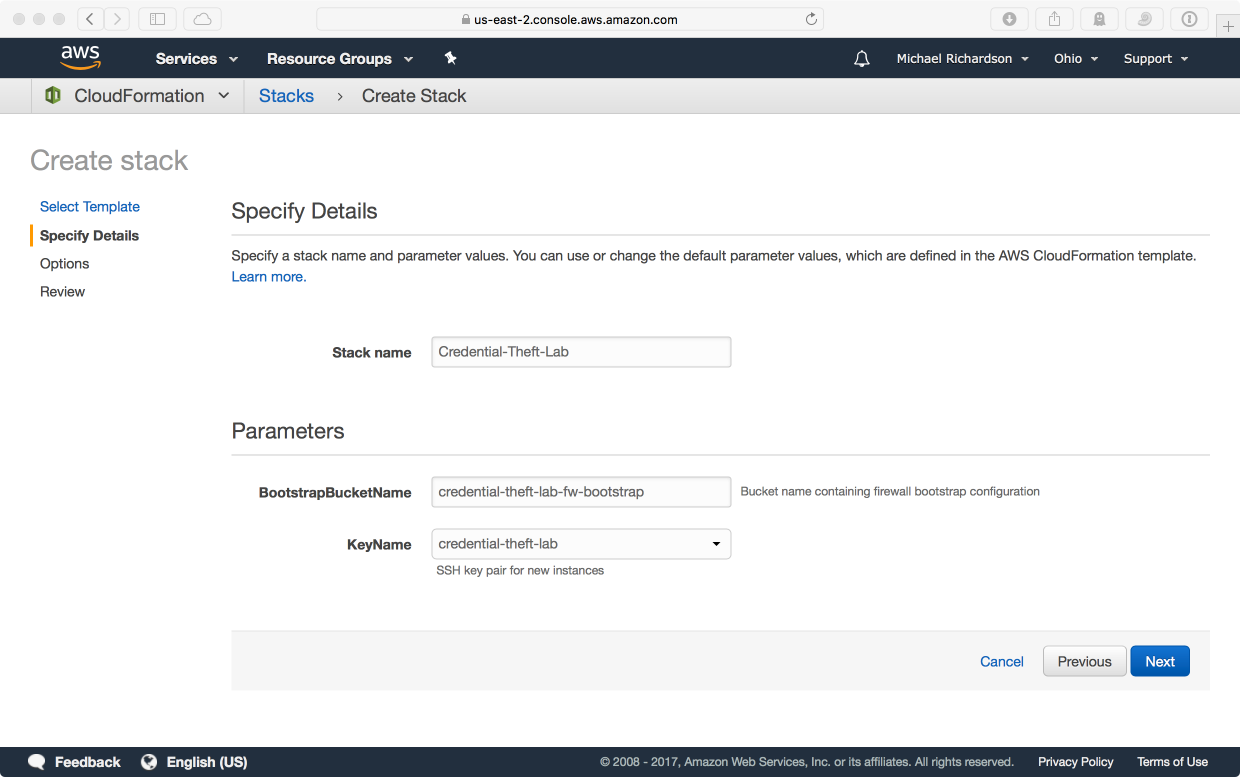 us-east-2.console.aws.amazon.com
aws Services Resource Groups Michael Richardson Ohio Support
CloudFormation Stacks > Create Stack
Create stack
Select Template
Specify Details
Options
Review
Specify Details
Specify a stack name and parameter values. You can use or change the default parameter values, which are defined in the AWS CloudFormation template.
Learn more.
Stack name Credential-Theft-Lab
Parameters
BootstrapBucketName credential-theft-lab-fw-bootstrap Bucket name containing firewall bootstrap configuration
KeyName credential-theft-lab
SSH key pair for new instances
Cancel Previous Next
Feedback English (US) © 2008 - 2017, Amazon Web Services, Inc. or its affiliates. All rights reserved. Privacy Policy Terms of Use